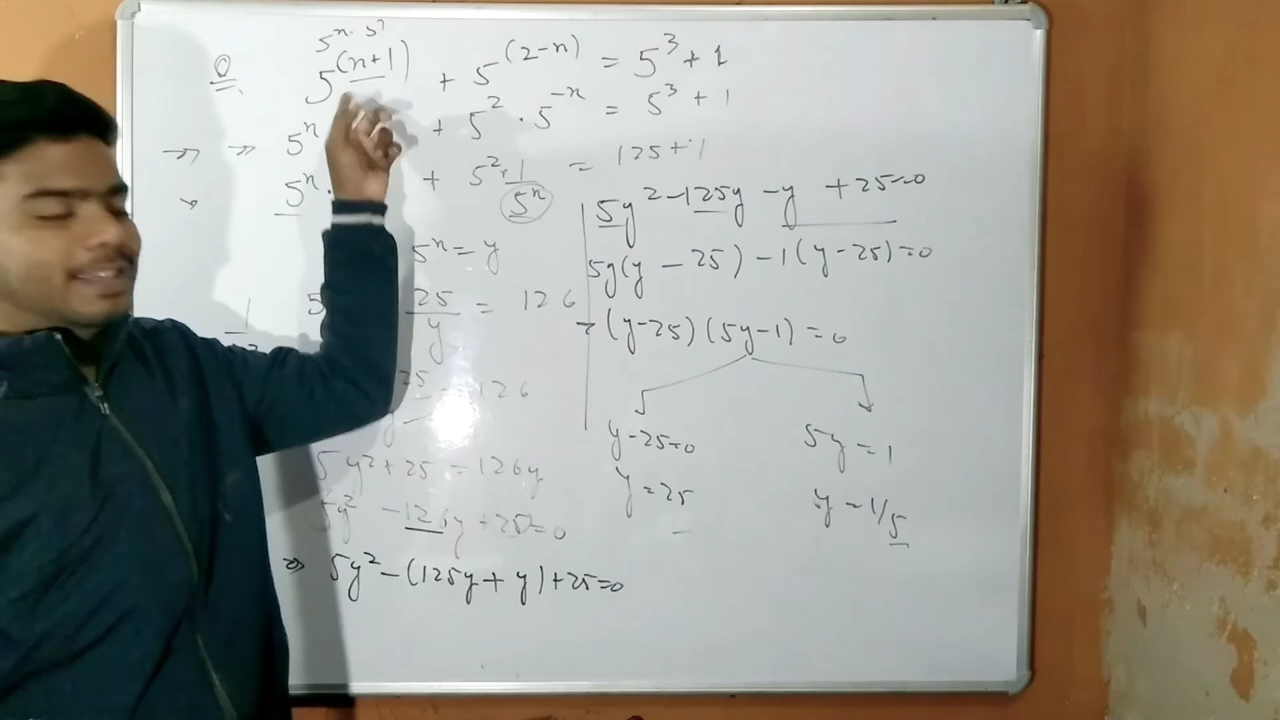 5^n · 5^1
Q. 5^(n+1) + 5^(2-n) = 5^3 + 1
→ ⇒ 5^n + 5^2 · 5^-n = 5^3 + 1
5^n · + 5^2 · 1/5^n = 125 + 1
5^n = y
5 25/y = 126
25/y = 126
5y^2 + 25 = 126y
5y^2 - 126y + 25 = 0
⇒ 5y^2 - (125y + y) + 25 = 0
5y^2 - 125y - y + 25 = 0
5y(y - 25) - 1(y - 25) = 0
= (y - 25)(5y - 1) = 0
y - 25 = 0
y = 25
5y = 1
y = 1/5